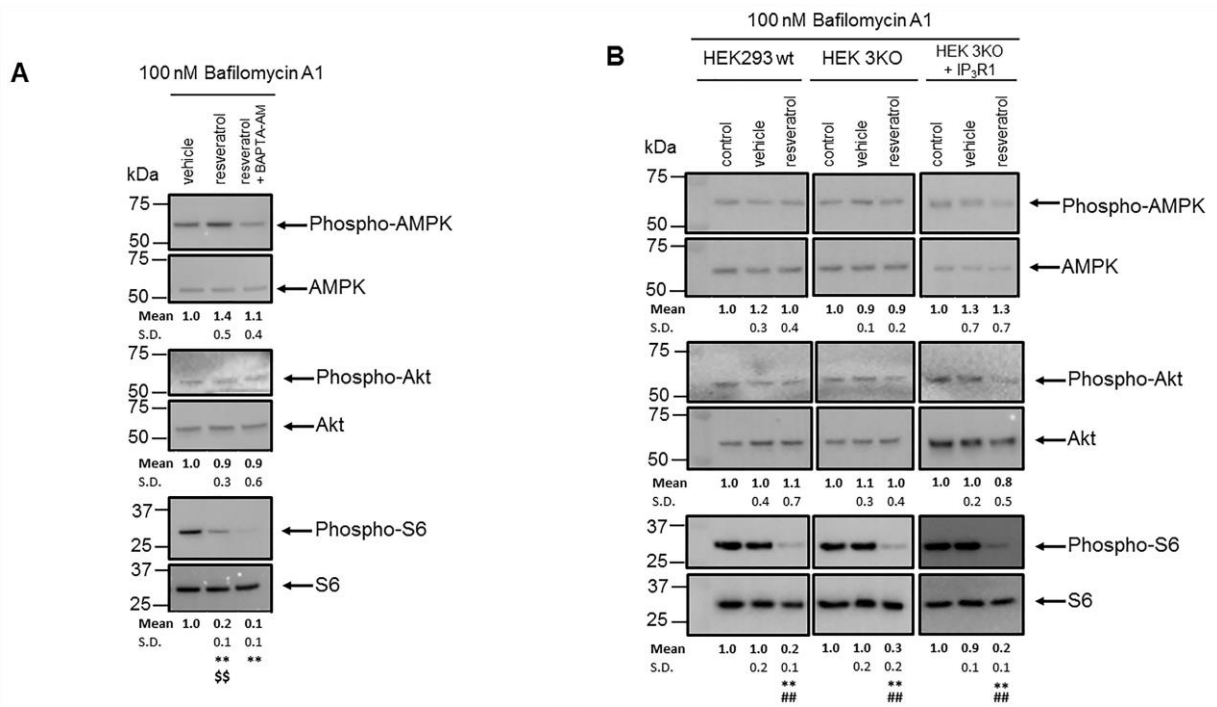 A
100 nM Bafilomycin A1
vehicle
resveratrol
resveratrol
+ BAPTA-AM
kDa
75
50
Phospho-AMPK
50
AMPK
Mean 1.0 1.4 1.1
S.D. 0.5 0.4
75
50
Phospho-Akt
75
50
Akt
Mean 1.0 0.9 0.9
S.D. 0.3 0.6
37
25
Phospho-S6
37
25
S6
Mean 1.0 0.2 0.1
S.D. 0.1 0.1
** **
$$
B
100 nM Bafilomycin A1
HEK293 wt
HEK 3KO
HEK 3KO
+ IP₃R1
control
vehicle
resveratrol
control
vehicle
resveratrol
control
vehicle
resveratrol
kDa
75
50
Phospho-AMPK
75
50
AMPK
Mean 1.0 1.2 1.0 1.0 0.9 0.9 1.0 1.3 1.3
S.D. 0.3 0.4 0.1 0.2 0.7 0.7
75
50
Phospho-Akt
75
50
Akt
Mean 1.0 1.0 1.1 1.0 1.1 1.0 1.0 1.0 0.8
S.D. 0.4 0.7 0.3 0.4 0.2 0.5
37
25
Phospho-S6
37
25
S6
Mean 1.0 1.0 0.2 1.0 1.0 0.3 1.0 0.9 0.2
S.D. 0.2 0.1 0.2 0.2 0.1 0.1
** ** **
## ## ##